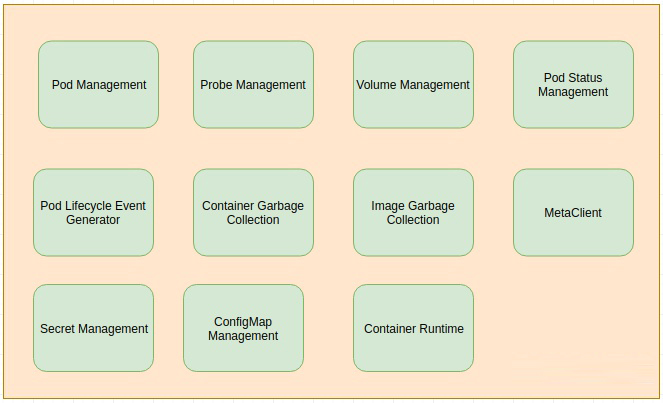 Pod Management
Probe Management
Volume Management
Pod Status
Management
Pod Lifecycle Event
Generator
Container Garbage
Collection
Image Garbage
Collection
MetaClient
Secret Management
ConfigMap
Management
Container Runtime